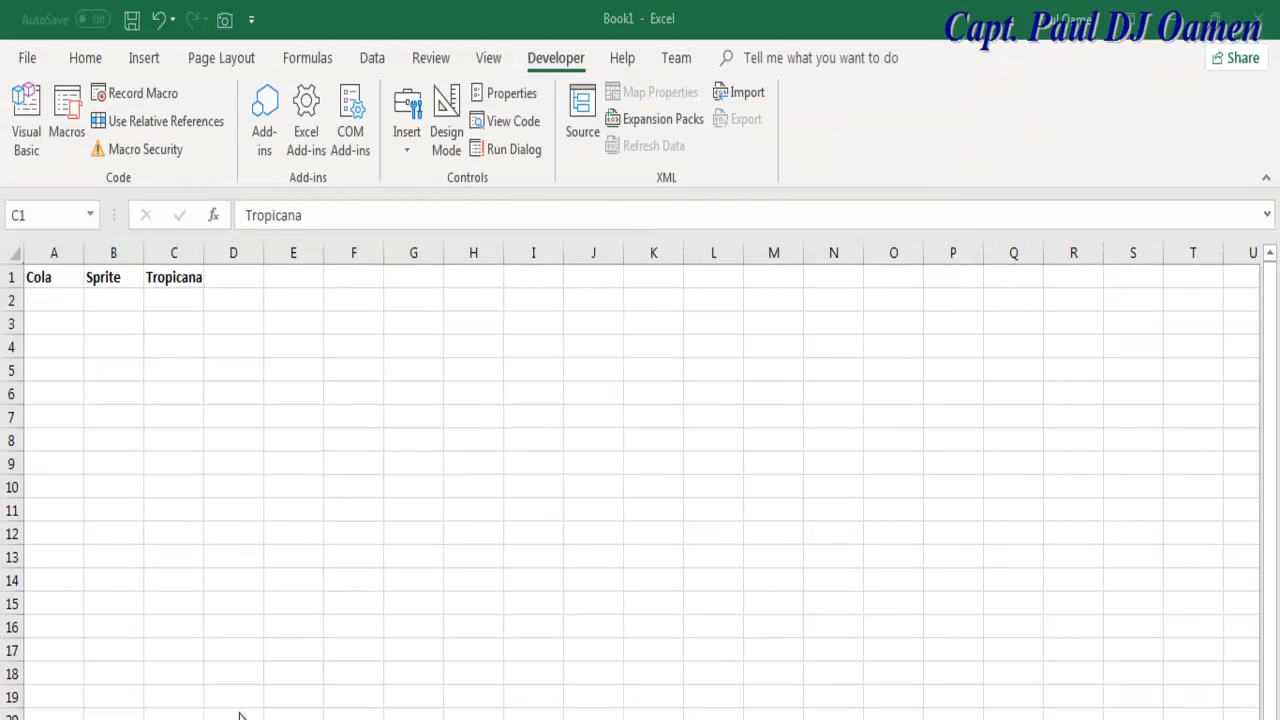 AutoSave Off Book1 - Excel
Capt. Paul DJ Oamen
File Home Insert Page Layout Formulas Data Review View Developer Help Team Tell me what you want to do Share
Visual Basic
Macros
Record Macro
Use Relative References
Macro Security
Code
Add-ins
Excel Add-ins
COM Add-ins
Add-ins
Insert
Design Mode
Properties
View Code
Run Dialog
Controls
Source
Map Properties
Expansion Packs
Refresh Data
Import
Export
XML
C1 fx Tropicana
A B C D E F G H I J K L M N O P Q R S T U
1 Cola Sprite Tropicana
2
3
4
5
6
7
8
9
10
11
12
13
14
15
16
17
18
19
20